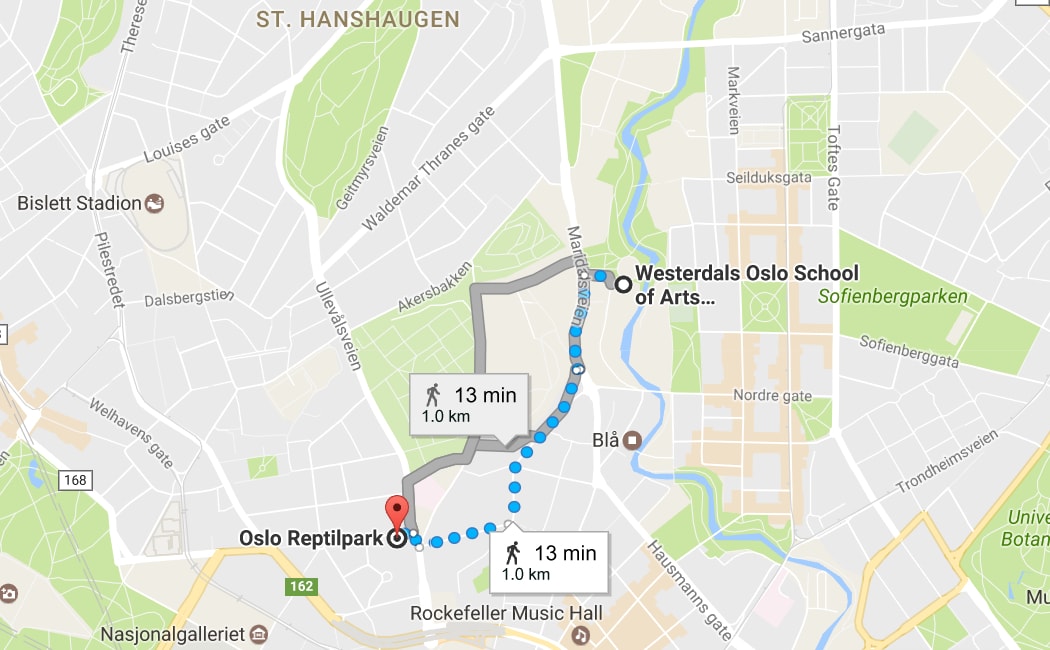 ST. HANSHAUGEN
Sannergata
Therese
Markveien
Louises gate
Geitmyrsveien
Waldemar Thranes gate
Toftes Gate
Seilduksgata
Bislett Stadion
Pilestredet
Maridalsveien
Westerdals Oslo School
of Arts...
Sofienbergparken
Dalsbergstien
Akersbakken
Ullevålsveien
Sofienberggata
13 min
1.0 km
Nordre gate
Welhavens gate
Blå
Trondheimsveien
168
Oslo Reptilpark
13 min
1.0 km
Unive
Botan
Hausmanns gate
162
Rockefeller Music Hall
Mu
Nasjonalgalleriet